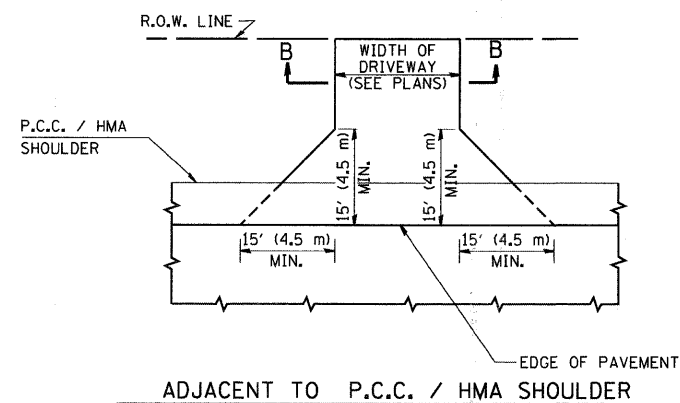 R.O.W. LINE
B
WIDTH OF
DRIVEWAY
(SEE PLANS)
B
P.C.C. / HMA
SHOULDER
15' (4.5 m)
MIN.
15' (4.5 m)
MIN.
15' (4.5 m)
MIN.
15' (4.5 m)
MIN.
EDGE OF PAVEMENT
ADJACENT TO P.C.C. / HMA SHOULDER